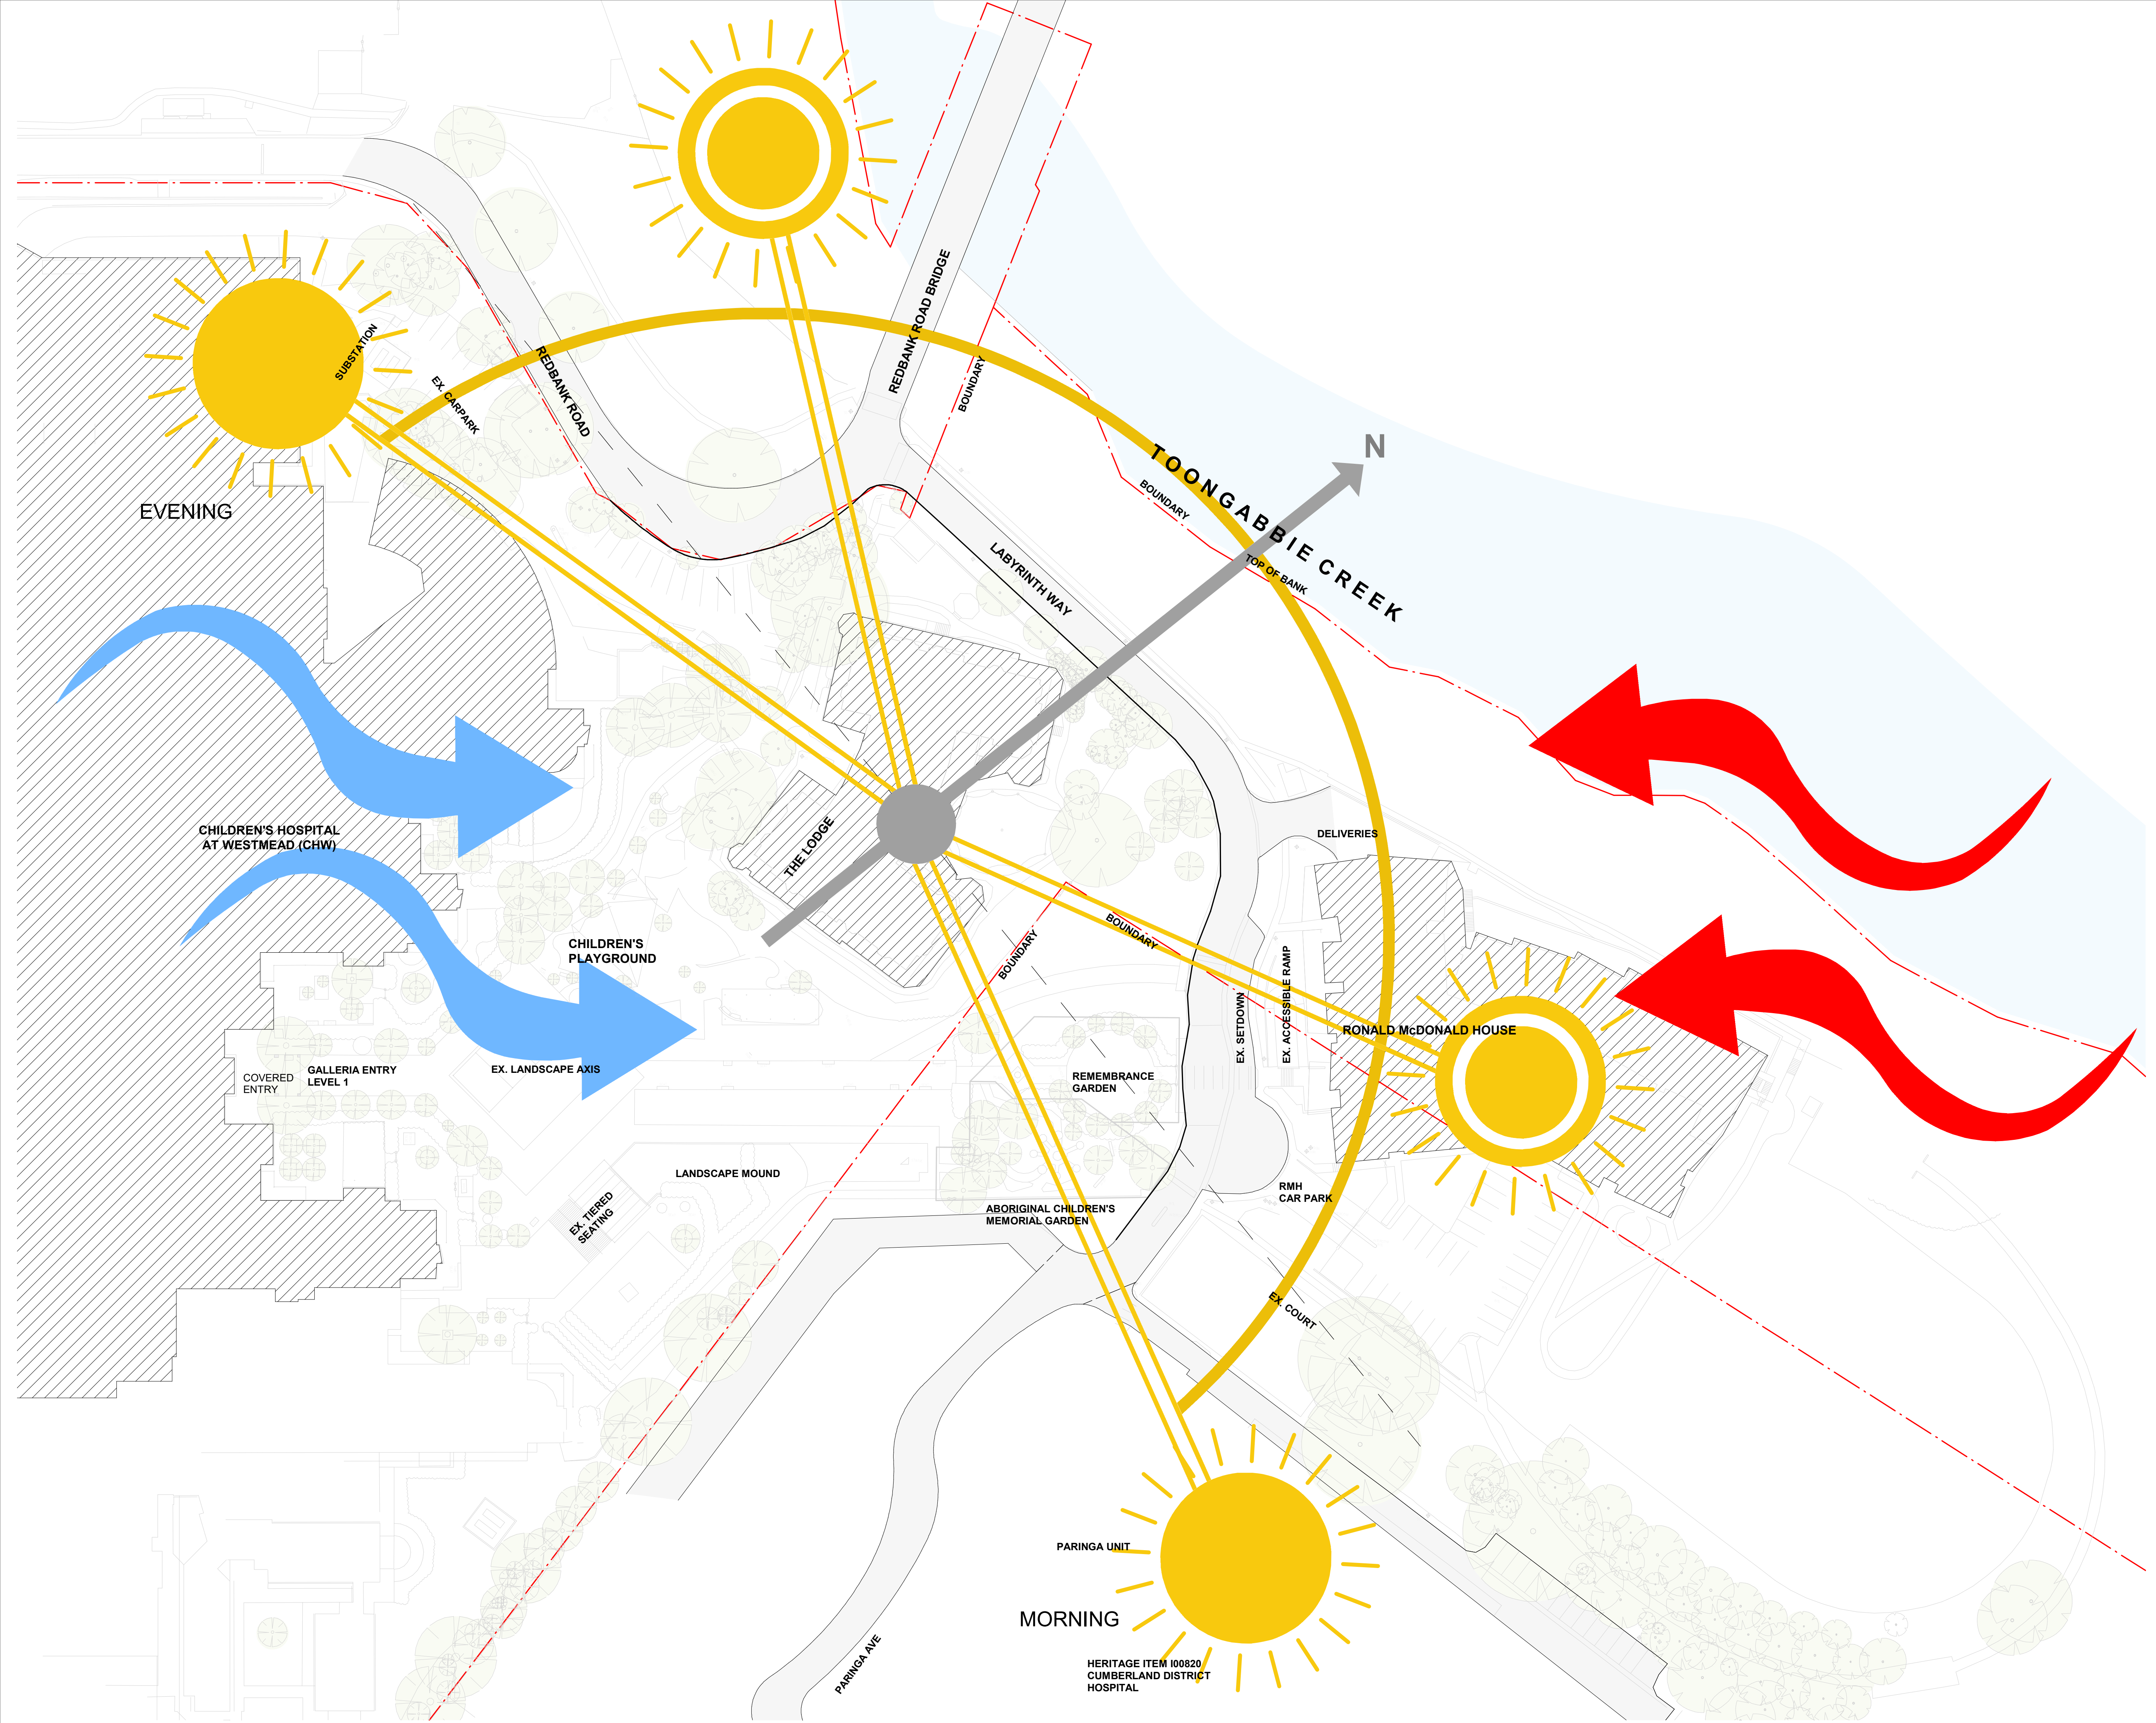 SUBSTATION
EX. CARPARK
REDBANK ROAD
REDBANK ROAD BRIDGE
BOUNDARY
N
TOONGABBIE CREEK
BOUNDARY
TOP OF BANK
EVENING
LABYRINTH WAY
CHILDREN'S HOSPITAL
AT WESTMEAD (CHW)
THE LODGE
DELIVERIES
CHILDREN'S
PLAYGROUND
BOUNDARY
BOUNDARY
EX. SETDOWN
EX. ACCESSIBLE RAMP
RONALD McDONALD HOUSE
COVERED
ENTRY
GALLERIA ENTRY
LEVEL 1
EX. LANDSCAPE AXIS
REMEMBRANCE
GARDEN
LANDSCAPE MOUND
EX. TIERED
SEATING
ABORIGINAL CHILDREN'S
MEMORIAL GARDEN
RMH
CAR PARK
EX. COURT
PARINGA UNIT
MORNING
PARINGA AVE
HERITAGE ITEM I00820
CUMBERLAND DISTRICT
HOSPITAL